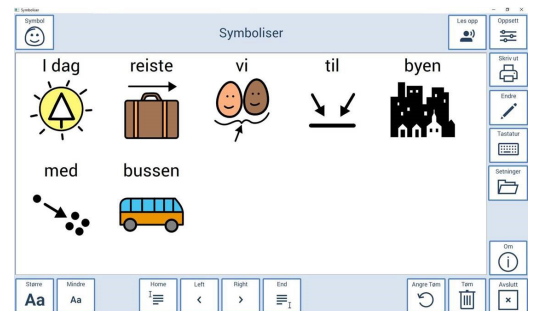 Symboliser
Symbol
Symboliser
Les opp
Oppsett
I dag reiste vi til byen
Skriv ut
Endre
med bussen
Tastatur
Setninger
Om
Større
Aa
Mindre
Aa
Home
Left
Right
End
Angre Tøm
Tøm
Avslutt